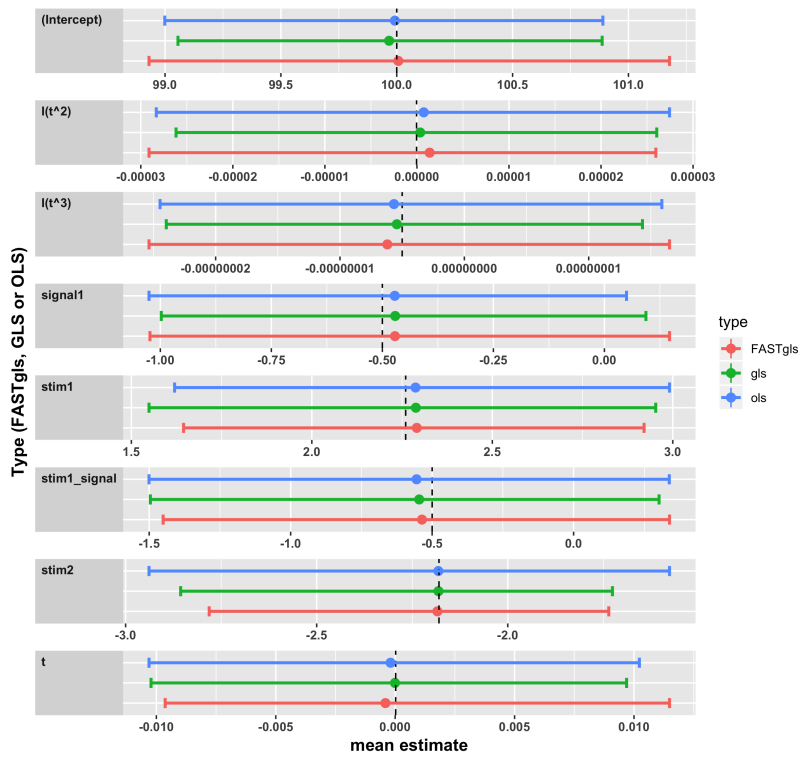 (Intercept)
99.0 99.5 100.0 100.5 101.0
I(t^2)
-0.00003 -0.00002 -0.00001 0.00000 0.00001 0.00002 0.00003
I(t^3)
-0.00000002 -0.00000001 0.00000000 0.00000001
signal1
-1.00 -0.75 -0.50 -0.25 0.00
stim1
1.5 2.0 2.5 3.0
stim1_signal
-1.5 -1.0 -0.5 0.0
stim2
-3.0 -2.5 -2.0
t
-0.010 -0.005 0.000 0.005 0.010
mean estimate
Type (FASTgls, GLS or OLS)
type
FASTgls
gls
ols